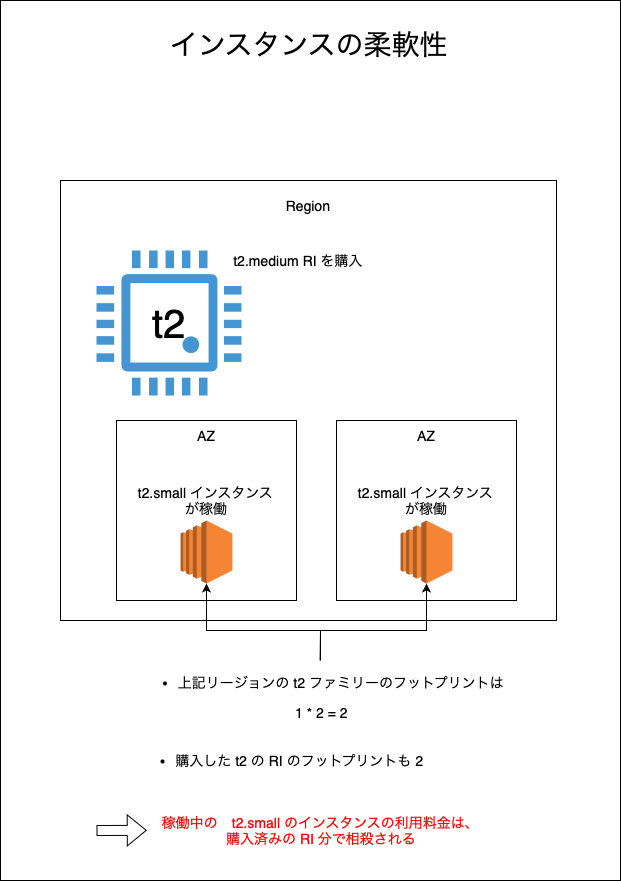 インスタンスの柔軟性
Region
t2.medium RI を購入
t2
AZ
AZ
t2.small インスタンス
が稼働
t2.small インスタンス
が稼働
• 上記リージョンの t2 ファミリーのフットプリントは
1 * 2 = 2
• 購入した t2 の RI のフットプリントも 2
稼働中の　t2.small のインスタンスの利用料金は、
購入済みの RI 分で相殺される